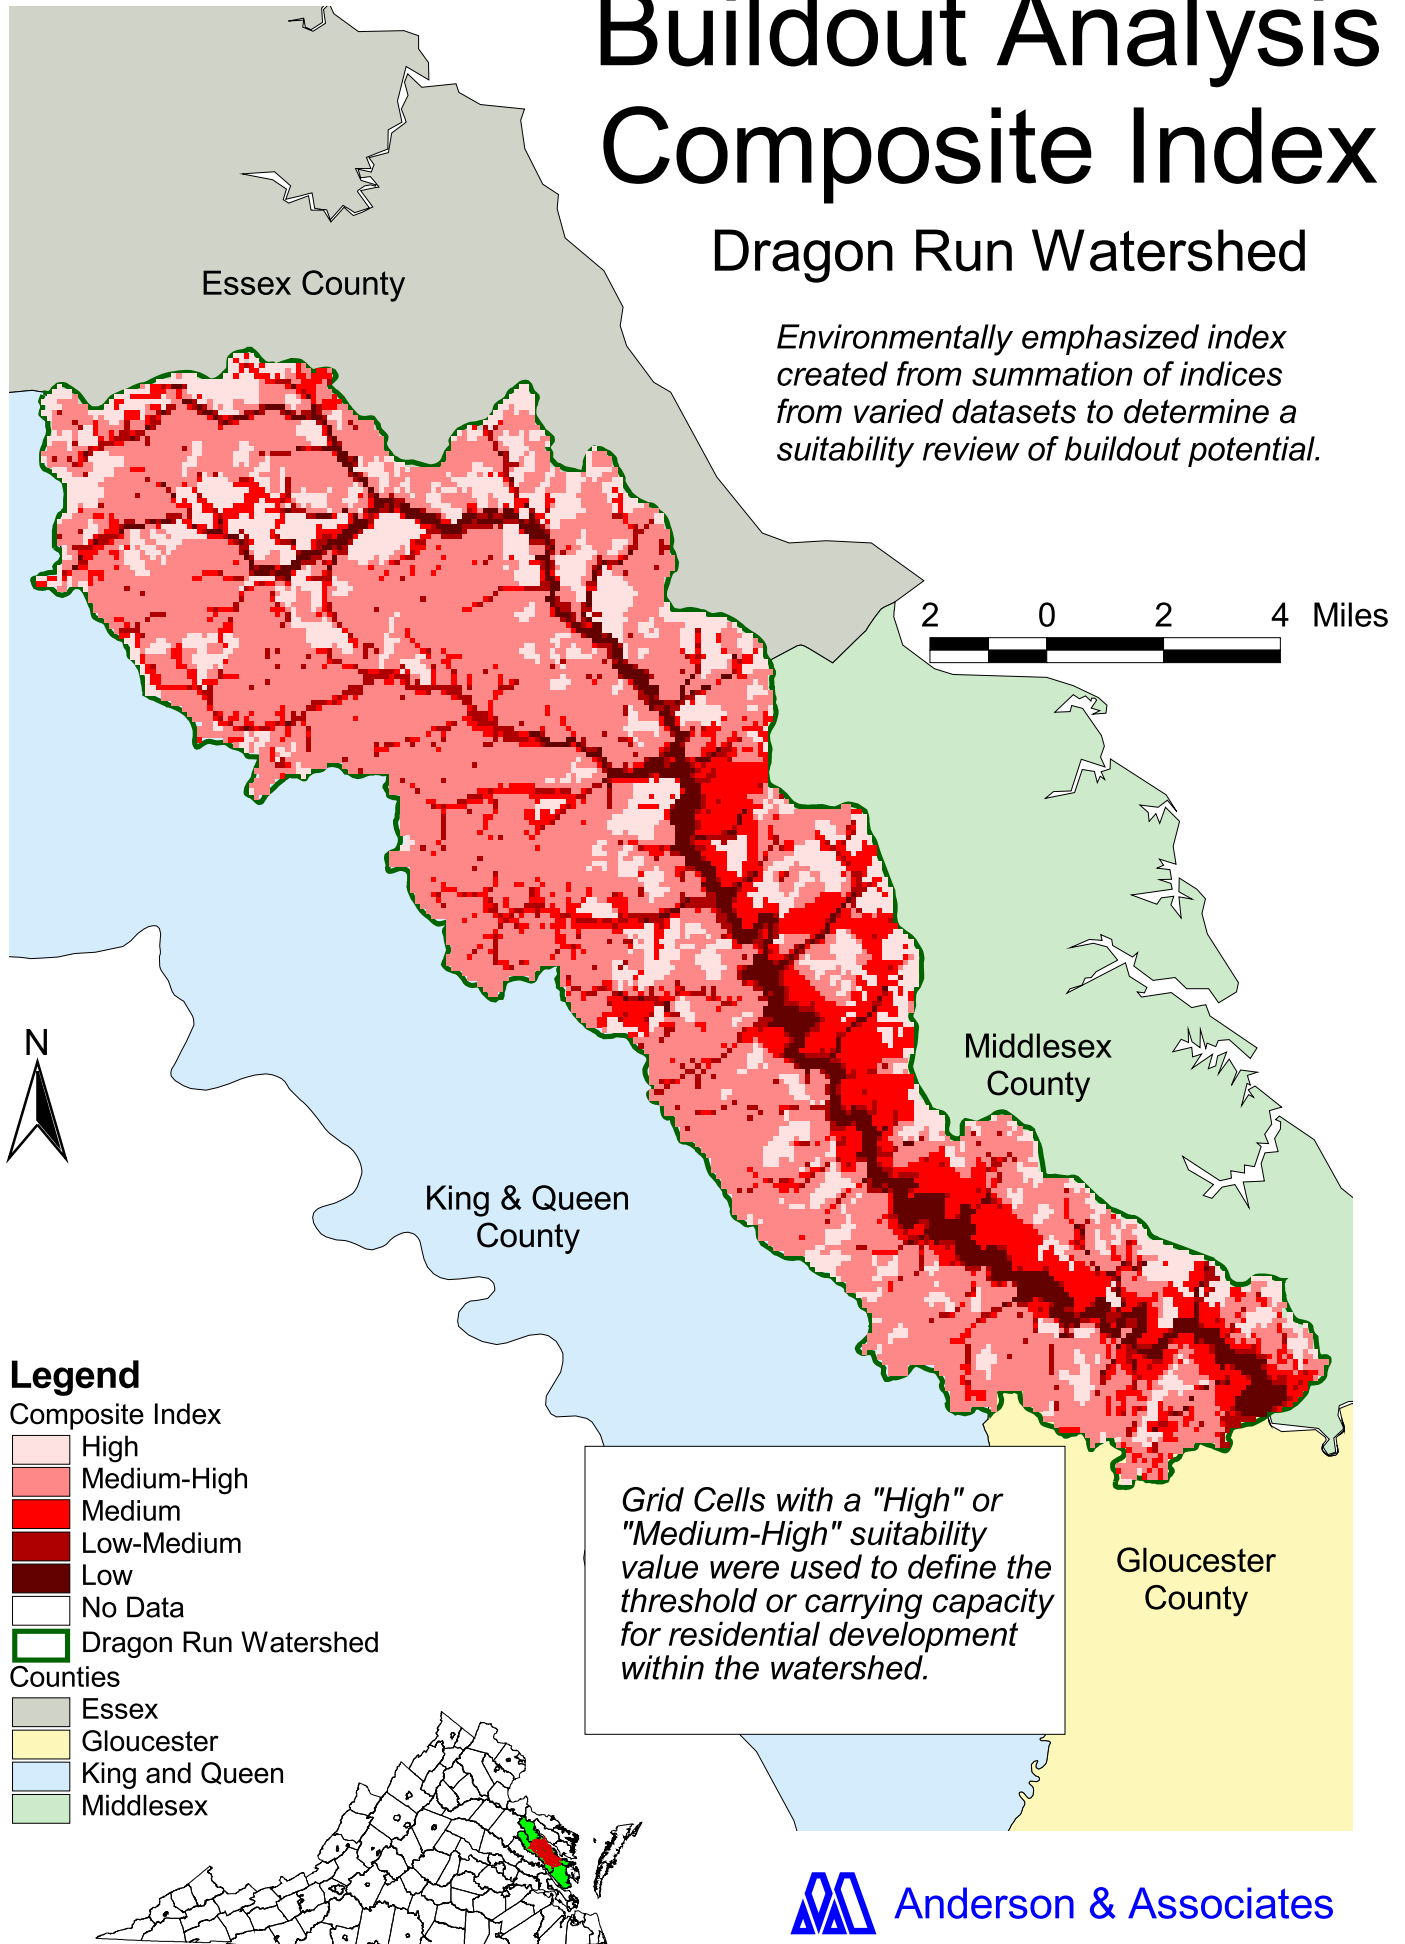 Buildout Analysis
Composite Index
Dragon Run Watershed
Environmentally emphasized index
created from summation of indices
from varied datasets to determine a
suitability review of buildout potential.
Essex County
2 0 2 4 Miles
Middlesex
County
N
King & Queen
County
Legend
Composite Index
High
Medium-High
Medium
Low-Medium
Low
No Data
Dragon Run Watershed
Counties
Essex
Gloucester
King and Queen
Middlesex
Grid Cells with a "High" or
"Medium-High" suitability
value were used to define the
threshold or carrying capacity
for residential development
within the watershed.
Gloucester
County
Anderson & Associates